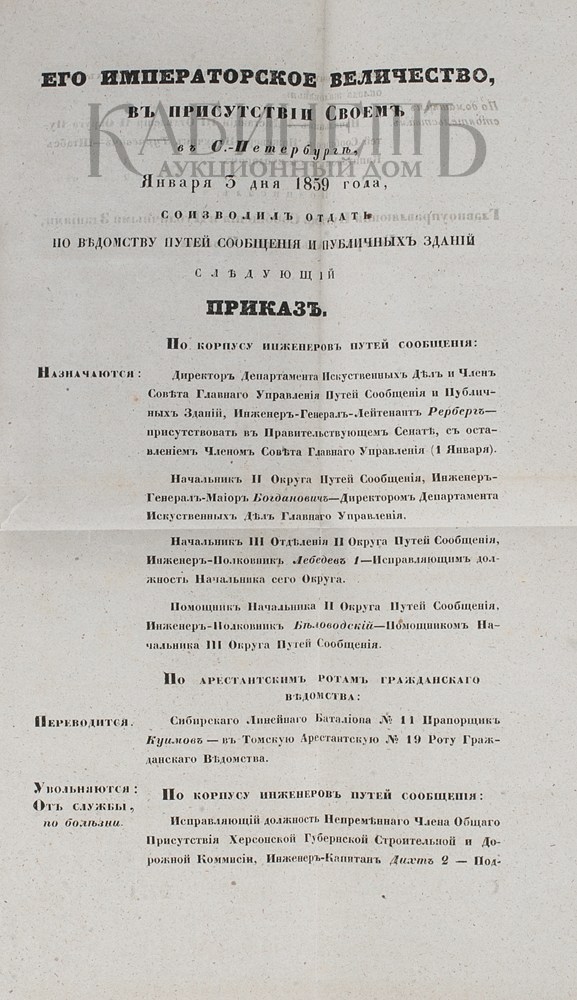 ЕГО ИМПЕРАТОРСКОЕ ВЕЛИЧЕСТВО,
ВЪ ПРИСУТСТВІИ СВОЕМЪ
въ С.-Петербургѣ,
Января 3 дня 1859 года,
СОИЗВОЛИЛЪ ОТДАТЬ
ПО ВѢДОМСТВУ ПУТЕЙ СООБЩЕНІЯ И ПУБЛИЧНЫХЪ ЗДАНІЙ
СЛѢДУЮЩІЙ
ПРИКАЗЪ.
КАБИНЕТЪ
АУКЦИОННЫЙ ДОМ
ПО КОРПУСУ ИНЖЕНЕРОВЪ ПУТЕЙ СООБЩЕНІЯ:
НАЗНАЧАЮТСЯ:
Директоръ Департамента Искуственныхъ Дѣлъ и Членъ
Совѣта Главнаго Управленія Путей Сообщенія и Публич-
ныхъ Зданій, Инженеръ-Генералъ-Лейтенантъ Рербергъ—
присутствовать въ Правительствующемъ Сенатѣ, съ оста-
вленіемъ Членомъ Совѣта Главнаго Управленія (1 Января).
Начальникъ II Округа Путей Сообщенія, Инженеръ-
Генералъ-Маіоръ Богдановичъ—Директоромъ Департамента
Искуственныхъ Дѣлъ Главнаго Управленія.
Начальникъ III Отдѣленія II Округа Путей Сообщенія,
Инженеръ-Полковникъ Лебедевъ 1—Исправляющимъ дол-
жность Начальника сего Округа.
Помощникъ Начальника II Округа Путей Сообщенія,
Инженеръ-Полковникъ Бѣловодскій—Помощникомъ На-
чальника III Округа Путей Сообщенія.
ПО АРЕСТАНТСКИМЪ РОТАМЪ ГРАЖДАНСКАГО
ВѢДОМСТВА:
ПЕРЕВОДИТСЯ.
Сибирскаго Линейнаго Баталіона № 11 Прапорщикъ
Куимовъ — въ Томскую Арестантскую № 19 Роту Граж-
данскаго Вѣдомства.
УВОЛЬНЯЮТСЯ:
ОТЪ СЛУЖБЫ,
по болѣзни.
ПО КОРПУСУ ИНЖЕНЕРОВЪ ПУТЕЙ СООБЩЕНІЯ:
Исправляющій должность Непремѣннаго Члена Общаго
Присутствія Херсонской Губернской Строительной и До-
рожной Коммисіи, Инженеръ-Капитанъ Дихтъ 2 — Под-